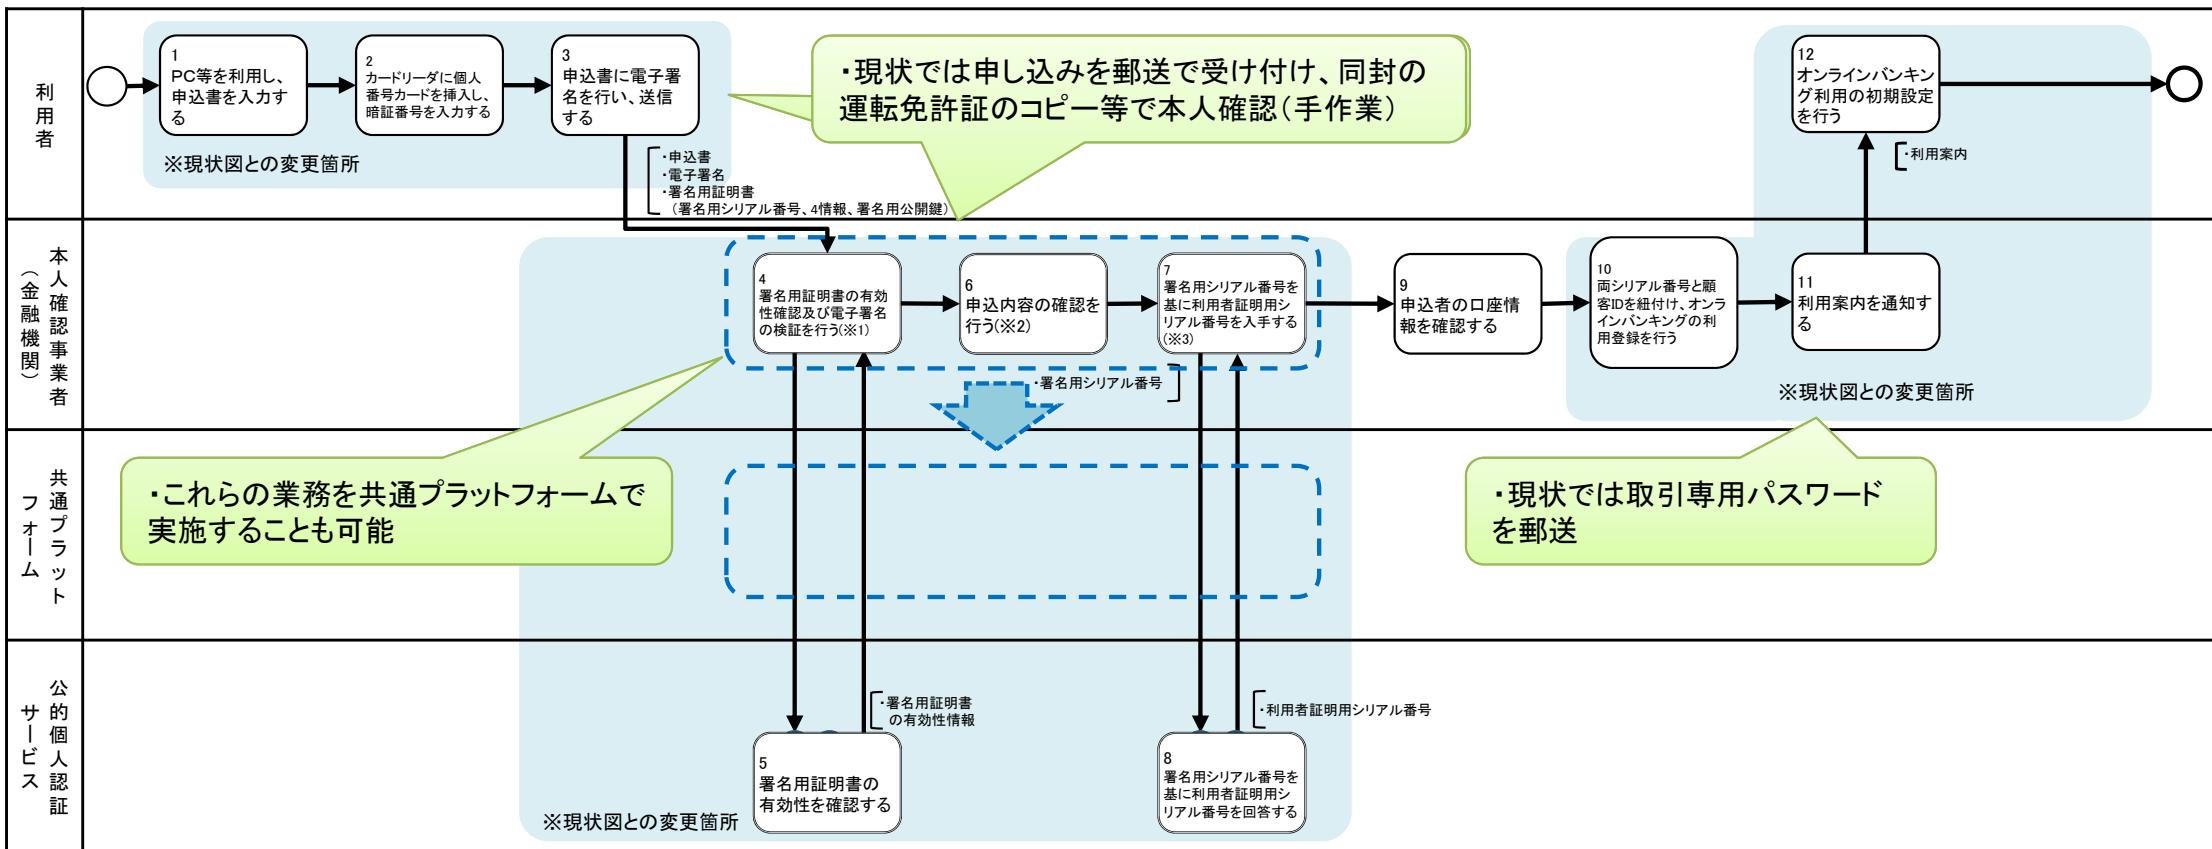 利用者
1
PC等を利用し、
申込書を入力す
る
2
カードリーダに個人
番号カードを挿入し、
暗証番号を入力する
3
申込書に電子署
名を行い、送信
する
※現状図との変更箇所
・申込書
・電子署名
・署名用証明書
（署名用シリアル番号、4情報、署名用公開鍵）
・現状では申し込みを郵送で受け付け、同封の
運転免許証のコピー等で本人確認（手作業）
12
オンラインバンキン
グ利用の初期設定
を行う
・利用案内
本人確認事業者
（金融機関）
4
署名用証明書の有効
性確認及び電子署名
の検証を行う(※1)
6
申込内容の確認を
行う(※2)
7
署名用シリアル番号を
基に利用者証明用シ
リアル番号を入手する
(※3)
・署名用シリアル番号
9
申込者の口座情
報を確認する
10
両シリアル番号と顧
客IDを紐付け、オンラ
インバンキングの利
用登録を行う
11
利用案内を通知す
る
※現状図との変更箇所
共通プラット
フォーム
・これらの業務を共通プラットフォームで
実施することも可能
・現状では取引専用パスワード
を郵送
公的個人認証
サービス
・署名用証明書
の有効性情報
・利用者証明用シリアル番号
5
署名用証明書の
有効性を確認する
8
署名用シリアル番号を
基に利用者証明用シ
リアル番号を回答する
※現状図との変更箇所